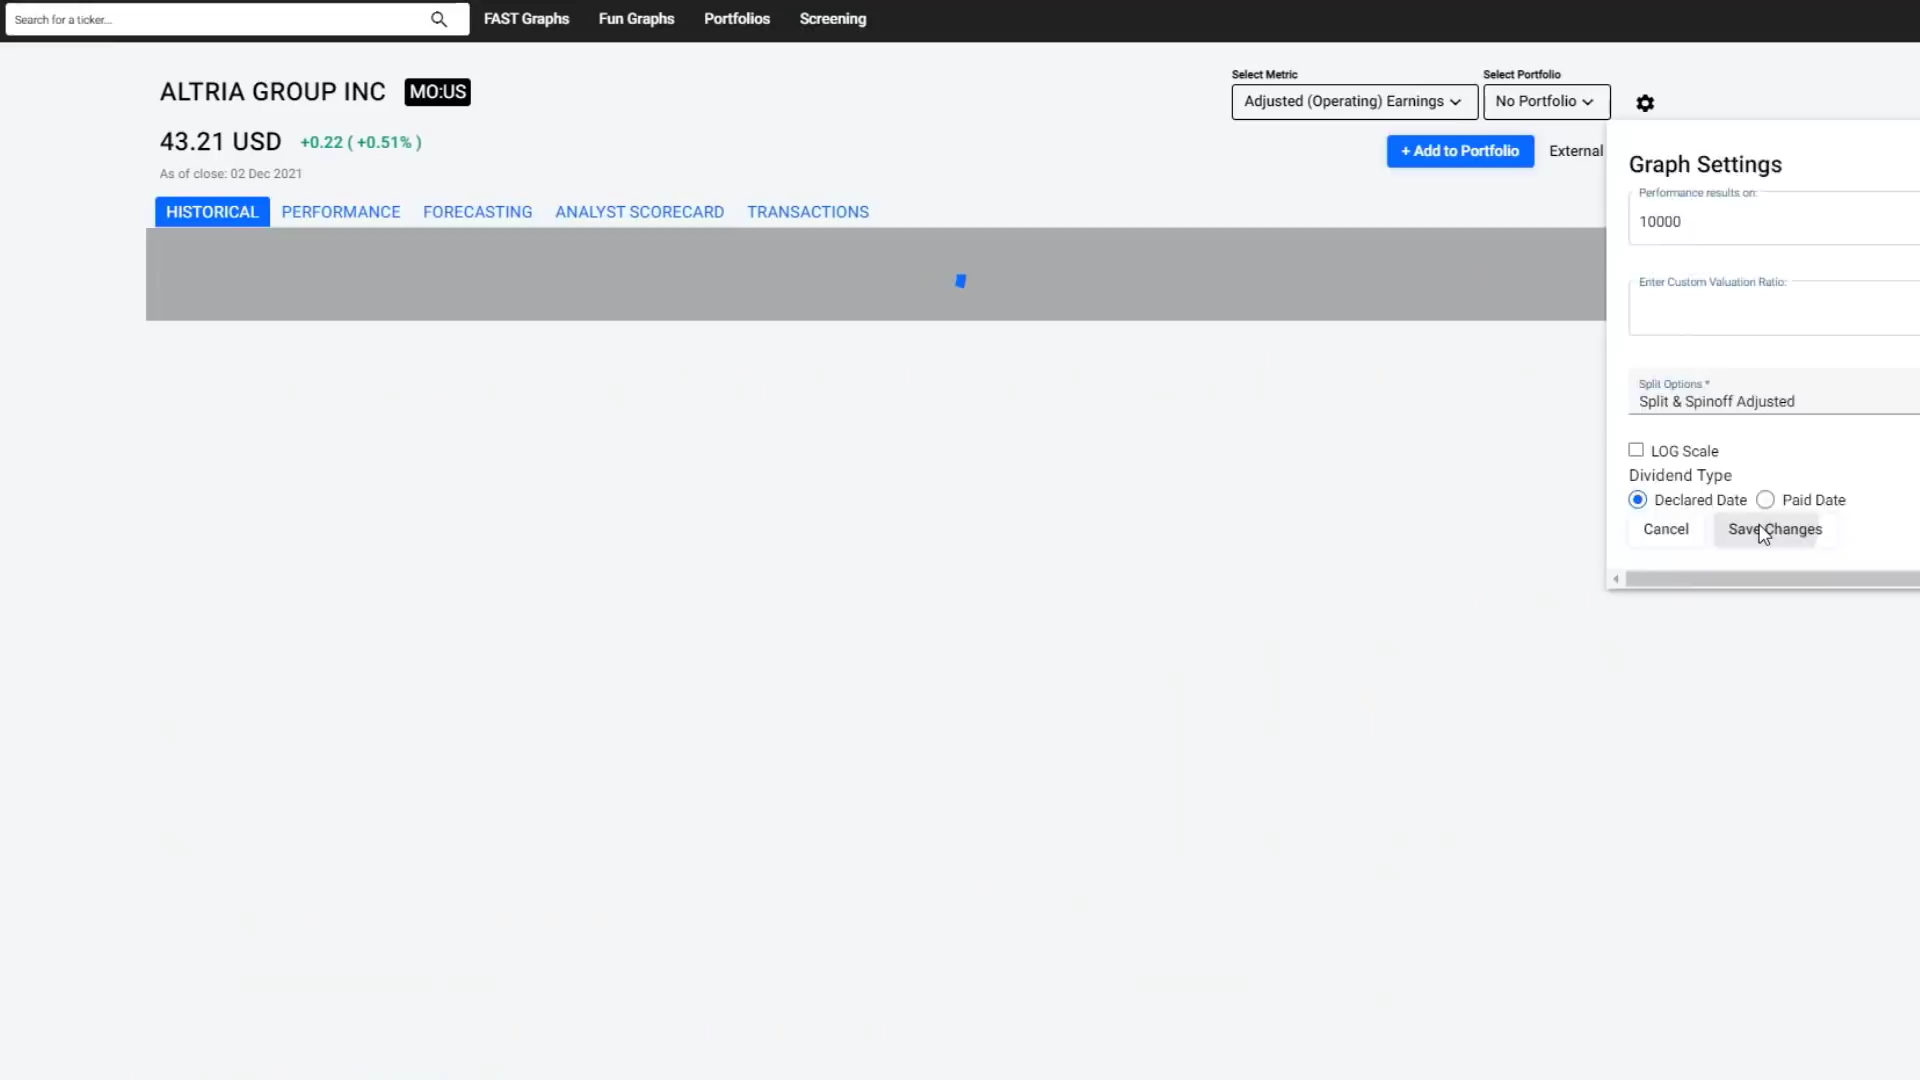 Search for a ticker...
FAST Graphs
Fun Graphs
Portfolios
Screening
ALTRIA GROUP INC
MO:US
43.21 USD
+0.22 ( +0.51% )
As of close: 02 Dec 2021
Select Metric
Adjusted (Operating) Earnings
Select Portfolio
No Portfolio
+ Add to Portfolio
External
HISTORICAL
PERFORMANCE
FORECASTING
ANALYST SCORECARD
TRANSACTIONS
Graph Settings
Performance results on:
10000
Enter Custom Valuation Ratio:
Split Options *
Split & Spinoff Adjusted
LOG Scale
Dividend Type
Declared Date
Paid Date
Cancel
Save Changes